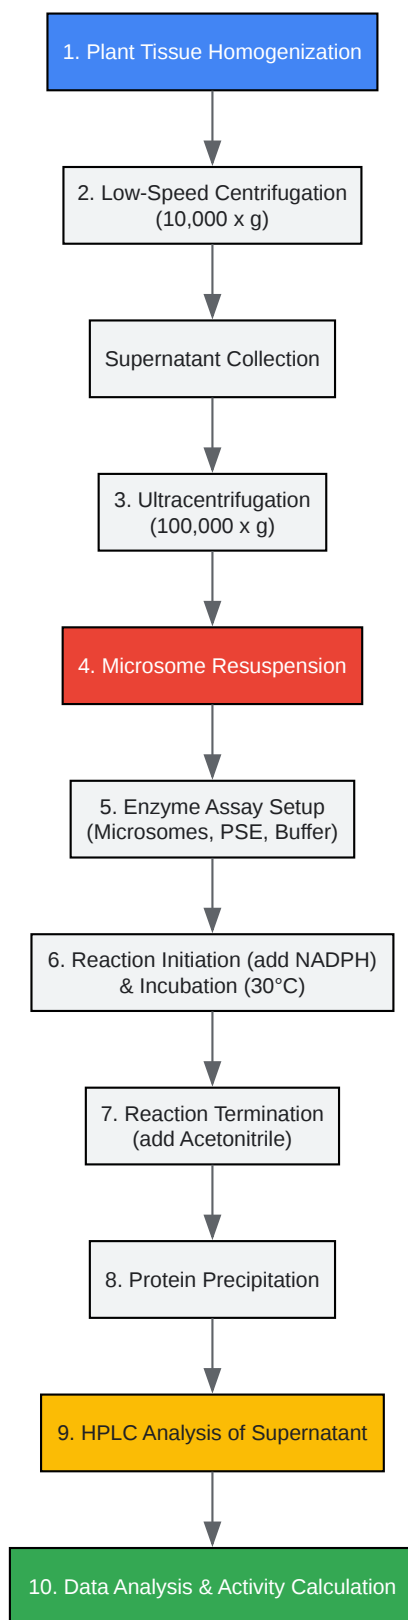 1. Plant Tissue Homogenization
2. Low-Speed Centrifugation
(10,000 x g)
Supernatant Collection
3. Ultracentrifugation
(100,000 x g)
4. Microsome Resuspension
5. Enzyme Assay Setup
(Microsomes, PSE, Buffer)
6. Reaction Initiation (add NADPH)
& Incubation (30°C)
7. Reaction Termination
(add Acetonitrile)
8. Protein Precipitation
9. HPLC Analysis of Supernatant
10. Data Analysis & Activity Calculation